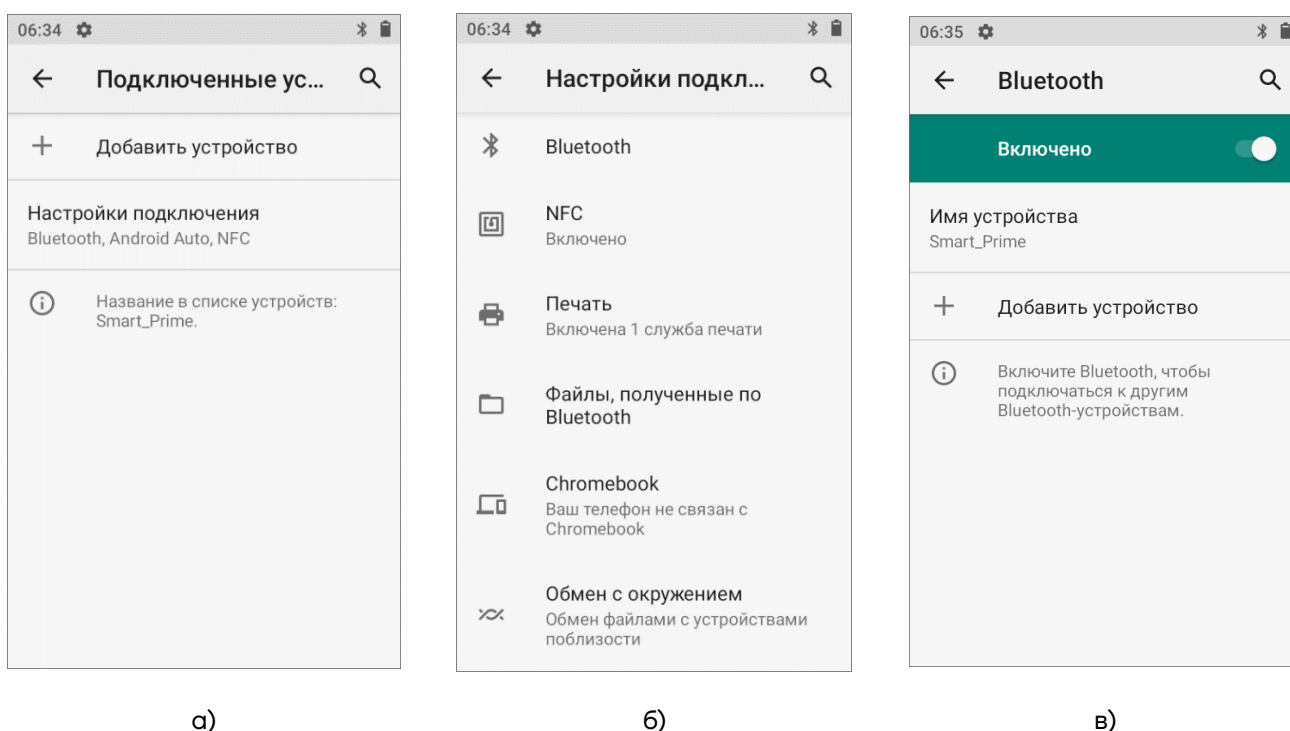 06:34
Подключенные ус...
Добавить устройство
Настройки подключения
Bluetooth, Android Auto, NFC
Название в списке устройств:
Smart_Prime.
а)
06:34
Настройки подкл...
Bluetooth
NFC
Включено
Печать
Включена 1 служба печати
Файлы, полученные по
Bluetooth
Chromebook
Ваш телефон не связан с
Chromebook
Обмен с окружением
Обмен файлами с устройствами
поблизости
б)
06:35
Bluetooth
Включено
Имя устройства
Smart_Prime
Добавить устройство
Включите Bluetooth, чтобы
подключаться к другим
Bluetooth-устройствам.
в)